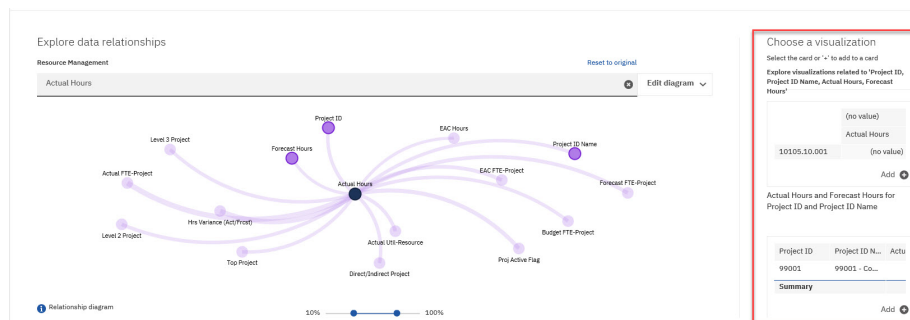 Explore data relationships
Resource Management
Reset to original
Actual Hours
Edit diagram
Project ID
EAC Hours
Level 3 Project
Forecast Hours
Project ID Name
Actual FTE-Project
EAC FTE-Project
Actual Hours
Forecast FTE-Project
Hrs Variance (Act/Frcst)
Level 2 Project
Budget FTE-Project
Actual Util-Resource
Top Project
Proj Active Flag
Direct/Indirect Project
Relationship diagram
10%
100%
Choose a visualization
Select the card or '+' to add to a card
Explore visualizations related to 'Project ID,
Project ID Name, Actual Hours, Forecast
Hours'
(no value)
Actual Hours
10105.10.001 (no value)
Add
Actual Hours and Forecast Hours for
Project ID and Project ID Name
Project ID Project ID N... Actu
99001 99001 - Co...
Summary
Add